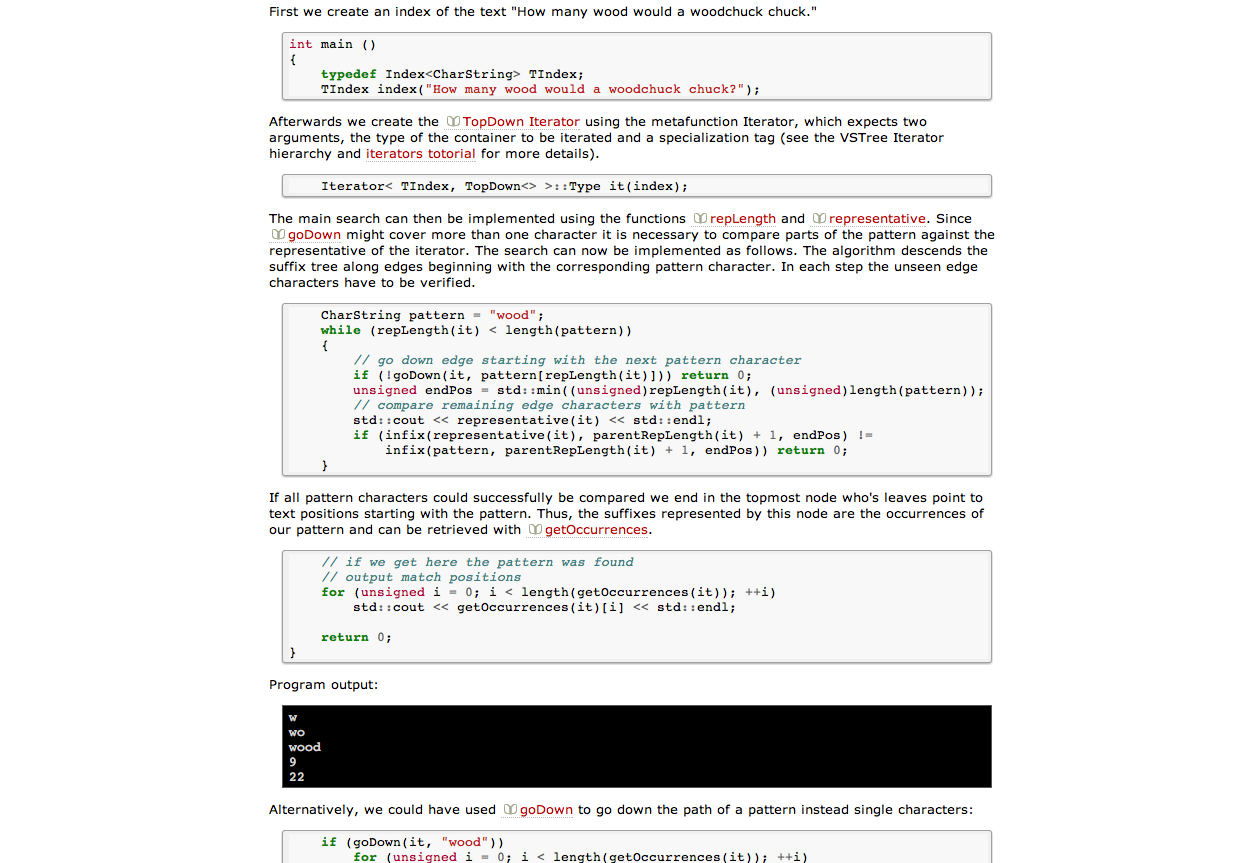 First we create an index of the text "How many wood would a woodchuck chuck."
int main ()
{
    typedef Index<CharString> TIndex;
    TIndex index("How many wood would a woodchuck chuck?");
Afterwards we create the TopDown Iterator using the metafunction Iterator, which expects two
arguments, the type of the container to be iterated and a specialization tag (see the VSTree Iterator
hierarchy and iterators totorial for more details).
    Iterator< TIndex, TopDown<> >::Type it(index);
The main search can then be implemented using the functions repLength and representative. Since
goDown might cover more than one character it is necessary to compare parts of the pattern against the
representative of the iterator. The search can now be implemented as follows. The algorithm descends the
suffix tree along edges beginning with the corresponding pattern character. In each step the unseen edge
characters have to be verified.
    CharString pattern = "wood";
    while (repLength(it) < length(pattern))
    {
        // go down edge starting with the next pattern character
        if (!goDown(it, pattern[repLength(it)])) return 0;
        unsigned endPos = std::min((unsigned)repLength(it), (unsigned)length(pattern));
        // compare remaining edge characters with pattern
        std::cout << representative(it) << std::endl;
        if (infix(representative(it), parentRepLength(it) + 1, endPos) !=
            infix(pattern, parentRepLength(it) + 1, endPos)) return 0;
    }
If all pattern characters could successfully be compared we end in the topmost node who's leaves point to
text positions starting with the pattern. Thus, the suffixes represented by this node are the occurrences of
our pattern and can be retrieved with getOccurrences.
    // if we get here the pattern was found
    // output match positions
    for (unsigned i = 0; i < length(getOccurrences(it)); ++i)
        std::cout << getOccurrences(it)[i] << std::endl;
    return 0;
}
Program output:
w
wo
wood
9
22
Alternatively, we could have used goDown to go down the path of a pattern instead single characters:
    if (goDown(it, "wood"))
        for (unsigned i = 0; i < length(getOccurrences(it)); ++i)